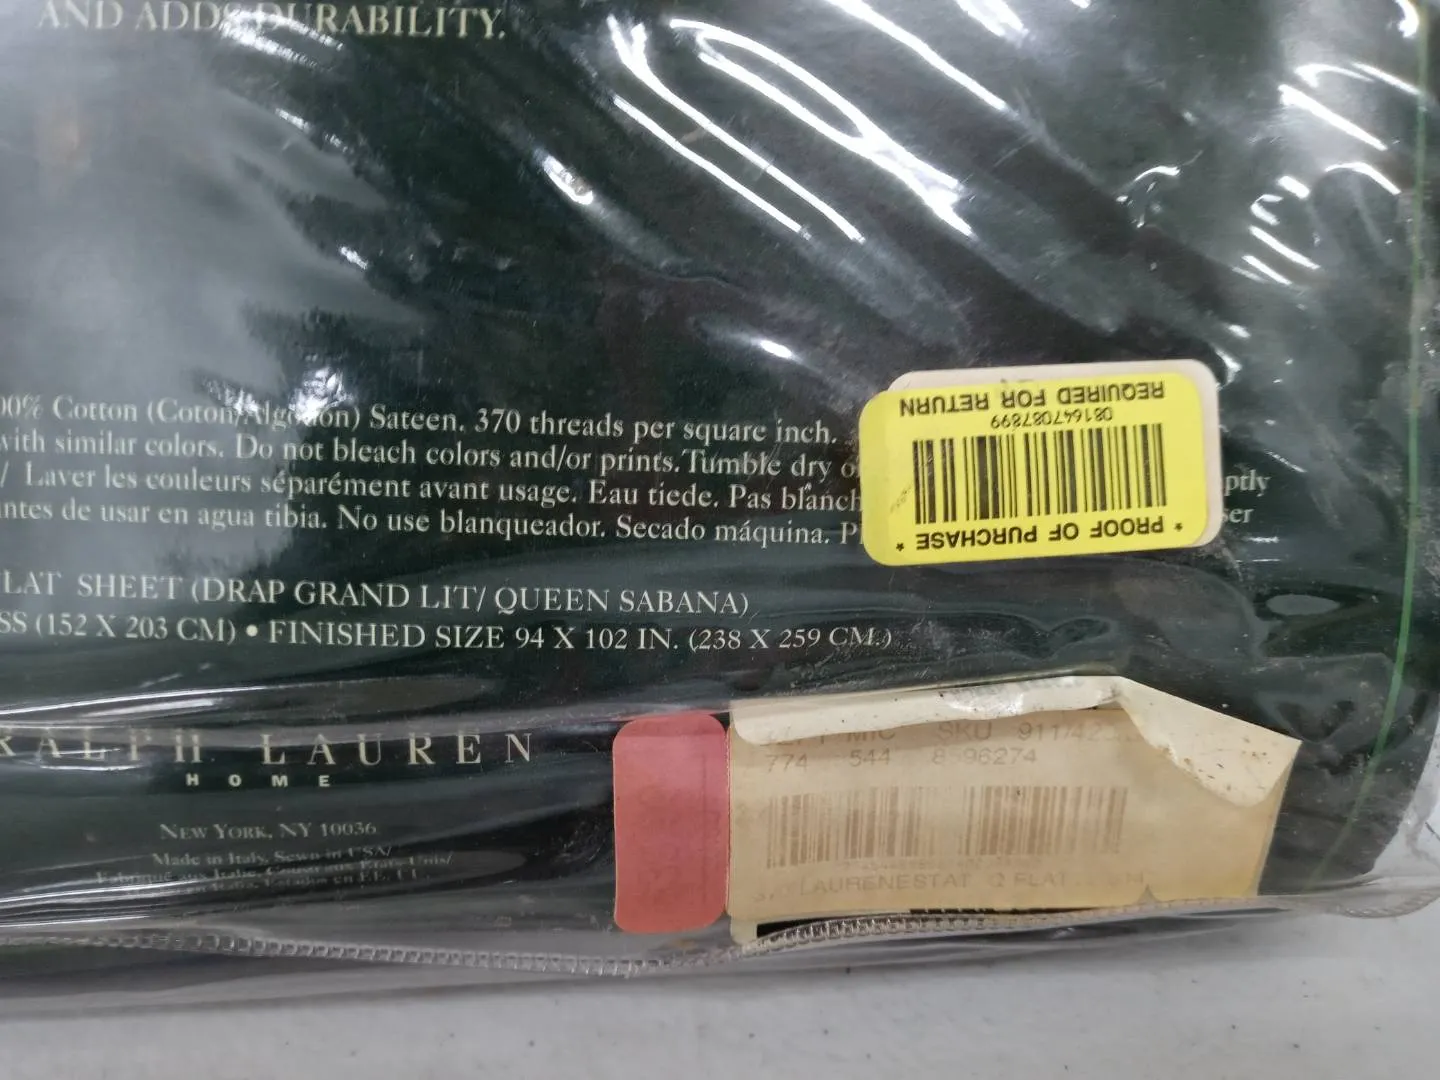 AND ADDS DURABILITY.
00% Cotton (Coton/Algodon) Sateen. 370 threads per square inch.
with similar colors. Do not bleach colors and/or prints. Tumble dry
/ Laver les couleurs séparément avant usage. Eau tiede. Pas blanch
antes de usar en agua tibia. No use blanqueador. Secado máquina.
LAT SHEET (DRAP GRAND LIT/ QUEEN SABANA)
SS (152 X 203 CM) • FINISHED SIZE 94 X 102 IN. (238 X 259 CM.)
* PROOF OF PURCHASE *
081647087899
REQUIRED FOR RETURN
ptly
ser
RALPH LAUREN
HOME
NEW YORK, NY 10036
Made in Italy, Sewn in USA/
MIC SKU
774 544 8596274
LAURENESTAT Q FLAT